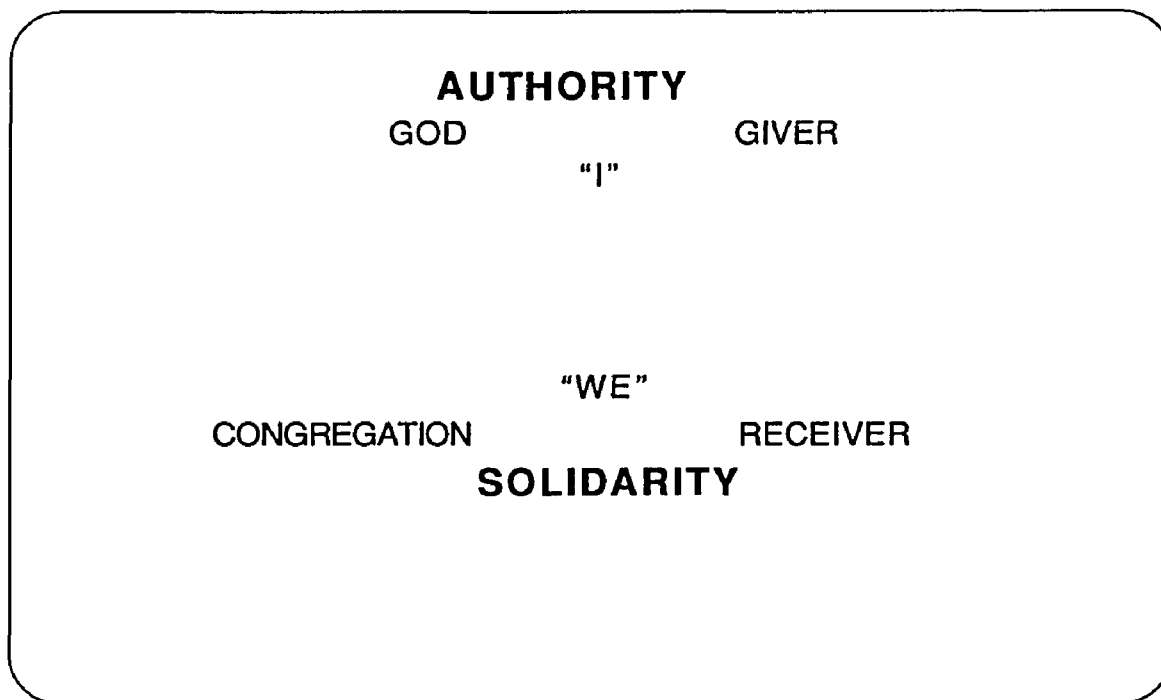 AUTHORITY
GOD GIVER
“I”
“WE”
CONGREGATION RECEIVER
SOLIDARITY